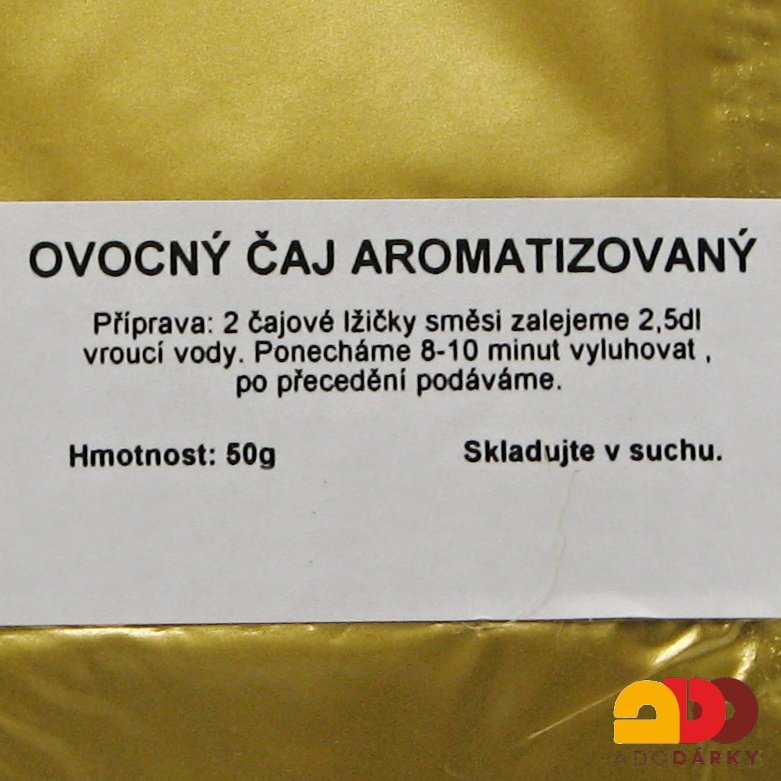 OVOCNÝ ČAJ AROMATIZOVANÝ
Příprava: 2 čajové lžičky směsi zalejeme 2,5dl
vroucí vody. Ponecháme 8-10 minut vyluhovat ,
po přecedění podáváme.
Hmotnost: 50g Skladujte v suchu.
ADODÁRKY